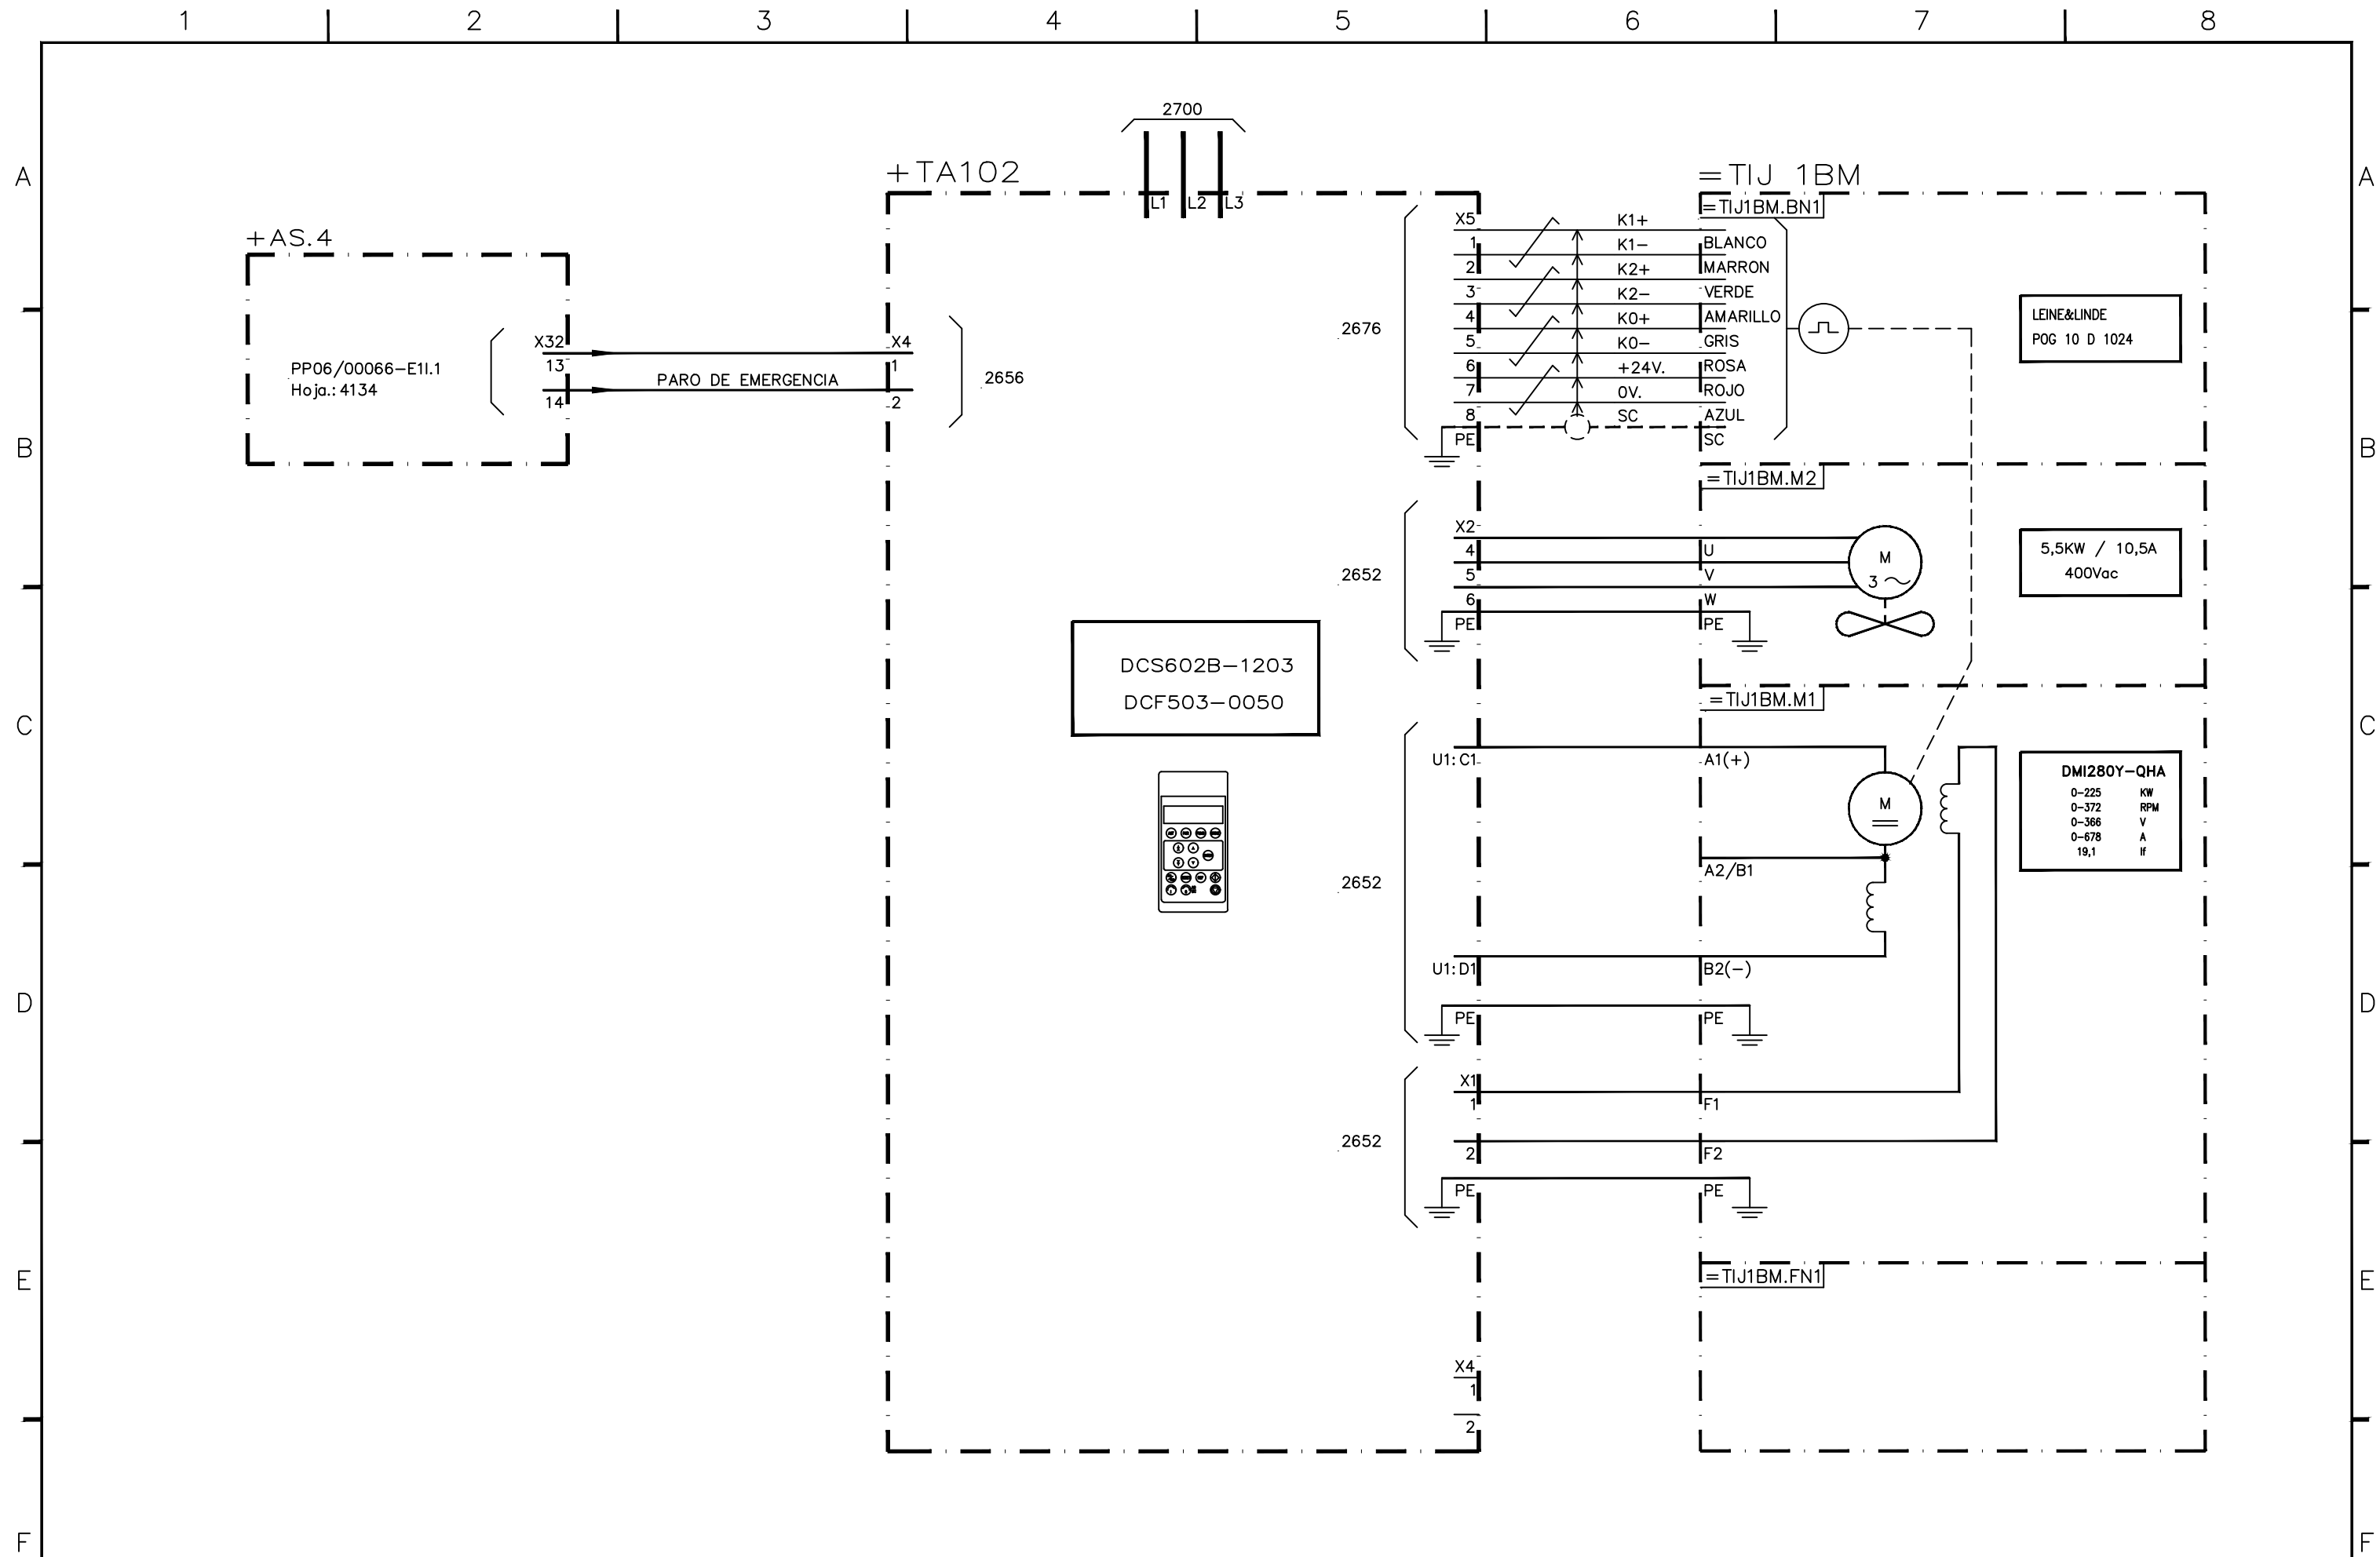 1 2 3 4 5 6 7 8
2700
A +TA102 =TIJ 1BM A
L1 L2 L3 =TIJ1BM.BN1
+AS.4
X5 K1+
1 K1- BLANCO
2 K2+ MARRON
3 K2- VERDE
4 K0+ AMARILLO
5 K0- GRIS
6 +24V. ROSA
7 0V. ROJO
8 SC AZUL
PE SC
2676
LEINE&LINDE
POG 10 D 1024
PP06/00066-E1I.1
Hoja.: 4134
X32 X4
13 1
PARO DE EMERGENCIA
14 2
2656
B B
=TIJ1BM.M2
X2
4 U
5 V
6 W
PE PE
2652
M
3
5,5KW / 10,5A
400Vac
DCS602B-1203
DCF503-0050
=TIJ1BM.M1
C C
U1:C1 A1(+)
M
DMI280Y-QHA
0-225 KW
0-372 RPM
0-366 V
0-678 A
19,1 If
A2/B1
2652
U1:D1 B2(-)
D D
PE PE
X1
1 F1
2652
2 F2
PE PE
E =TIJ1BM.FN1 E
X4
1
2
F F